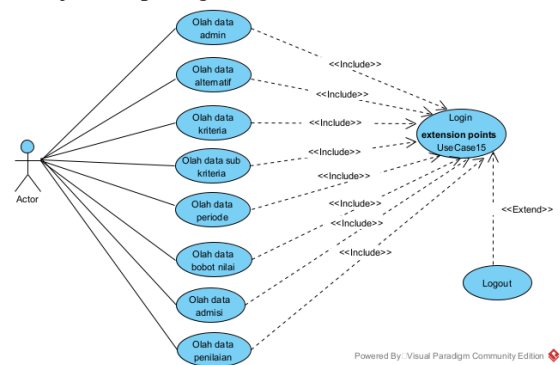 Olah data
admin
<<Include>>
Olah data
alternatif
<<Include>>
Olah data
kriteria
<<Include>>
Login
extension points
UseCase15
Olah data sub
kriteria
<<Include>>
Actor
<<Include>>
Olah data
periode
<<Include>>
<<Extend>>
Olah data
bobot nilai
<<Include>>
<<Include>>
Olah data
admisi
Logout
Olah data
penilaian
Powered By Visual Paradigm Community Edition